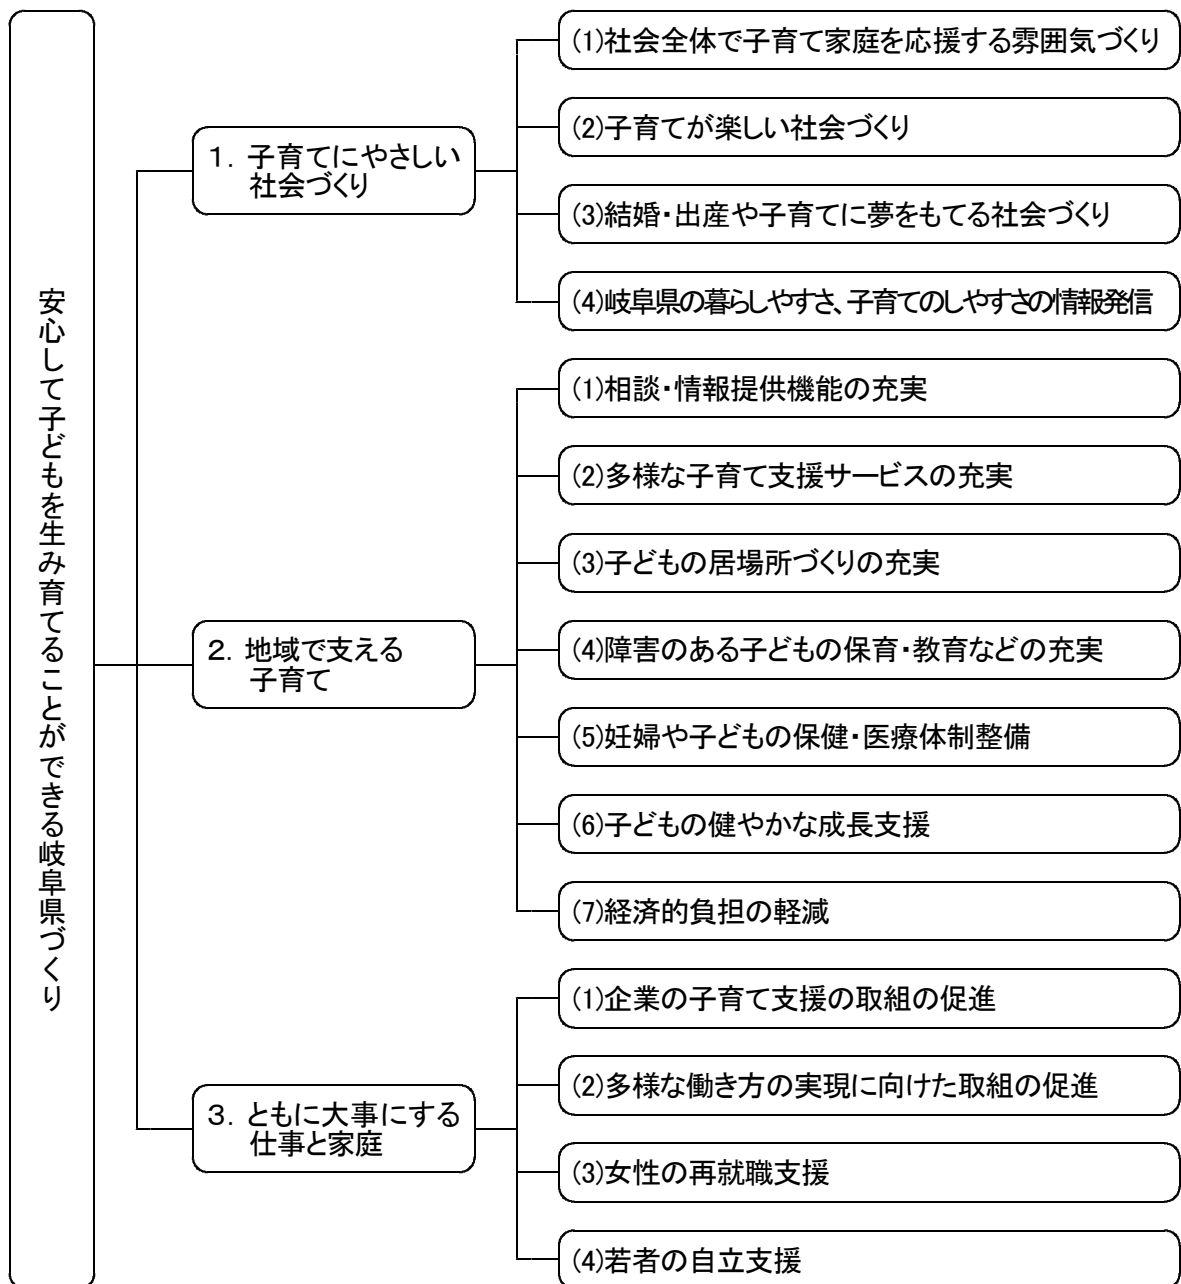 安心して子どもを生み育てることができる岐阜県づくり
1．子育てにやさしい
社会づくり
(1)社会全体で子育て家庭を応援する雰囲気づくり
(2)子育てが楽しい社会づくり
(3)結婚・出産や子育てに夢をもてる社会づくり
(4)岐阜県の暮らしやすさ、子育てのしやすさの情報発信
2．地域で支える
子育て
(1)相談・情報提供機能の充実
(2)多様な子育て支援サービスの充実
(3)子どもの居場所づくりの充実
(4)障害のある子どもの保育・教育などの充実
(5)妊婦や子どもの保健・医療体制整備
(6)子どもの健やかな成長支援
(7)経済的負担の軽減
3．ともに大事にする
仕事と家庭
(1)企業の子育て支援の取組の促進
(2)多様な働き方の実現に向けた取組の促進
(3)女性の再就職支援
(4)若者の自立支援